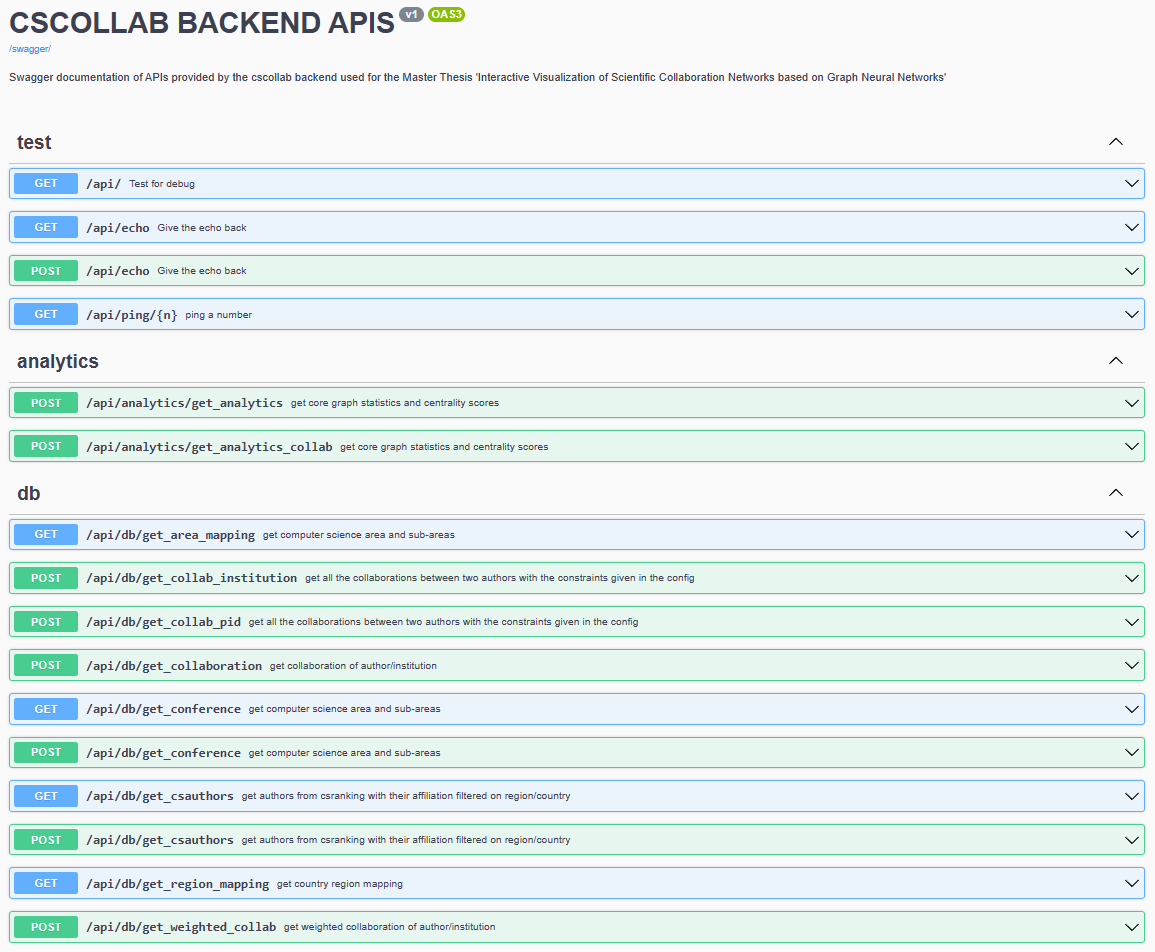 CSCOLLAB BACKEND APIS v1 OAS3
/swagger/
Swagger documentation of APIs provided by the cscollab backend used for the Master Thesis 'Interactive Visualization of Scientific Collaboration Networks based on Graph Neural Networks'
test
GET /api/ Test for debug
GET /api/echo Give the echo back
POST /api/echo Give the echo back
GET /api/ping/{n} ping a number
analytics
POST /api/analytics/get_analytics get core graph statistics and centrality scores
POST /api/analytics/get_analytics_collab get core graph statistics and centrality scores
db
GET /api/db/get_area_mapping get computer science area and sub-areas
POST /api/db/get_collab_institution get all the collaborations between two authors with the constraints given in the config
POST /api/db/get_collab_pid get all the collaborations between two authors with the constraints given in the config
POST /api/db/get_collaboration get collaboration of author/institution
GET /api/db/get_conference get computer science area and sub-areas
POST /api/db/get_conference get computer science area and sub-areas
GET /api/db/get_csauthors get authors from csranking with their affiliation filtered on region/country
POST /api/db/get_csauthors get authors from csranking with their affiliation filtered on region/country
GET /api/db/get_region_mapping get country region mapping
POST /api/db/get_weighted_collab get weighted collaboration of author/institution